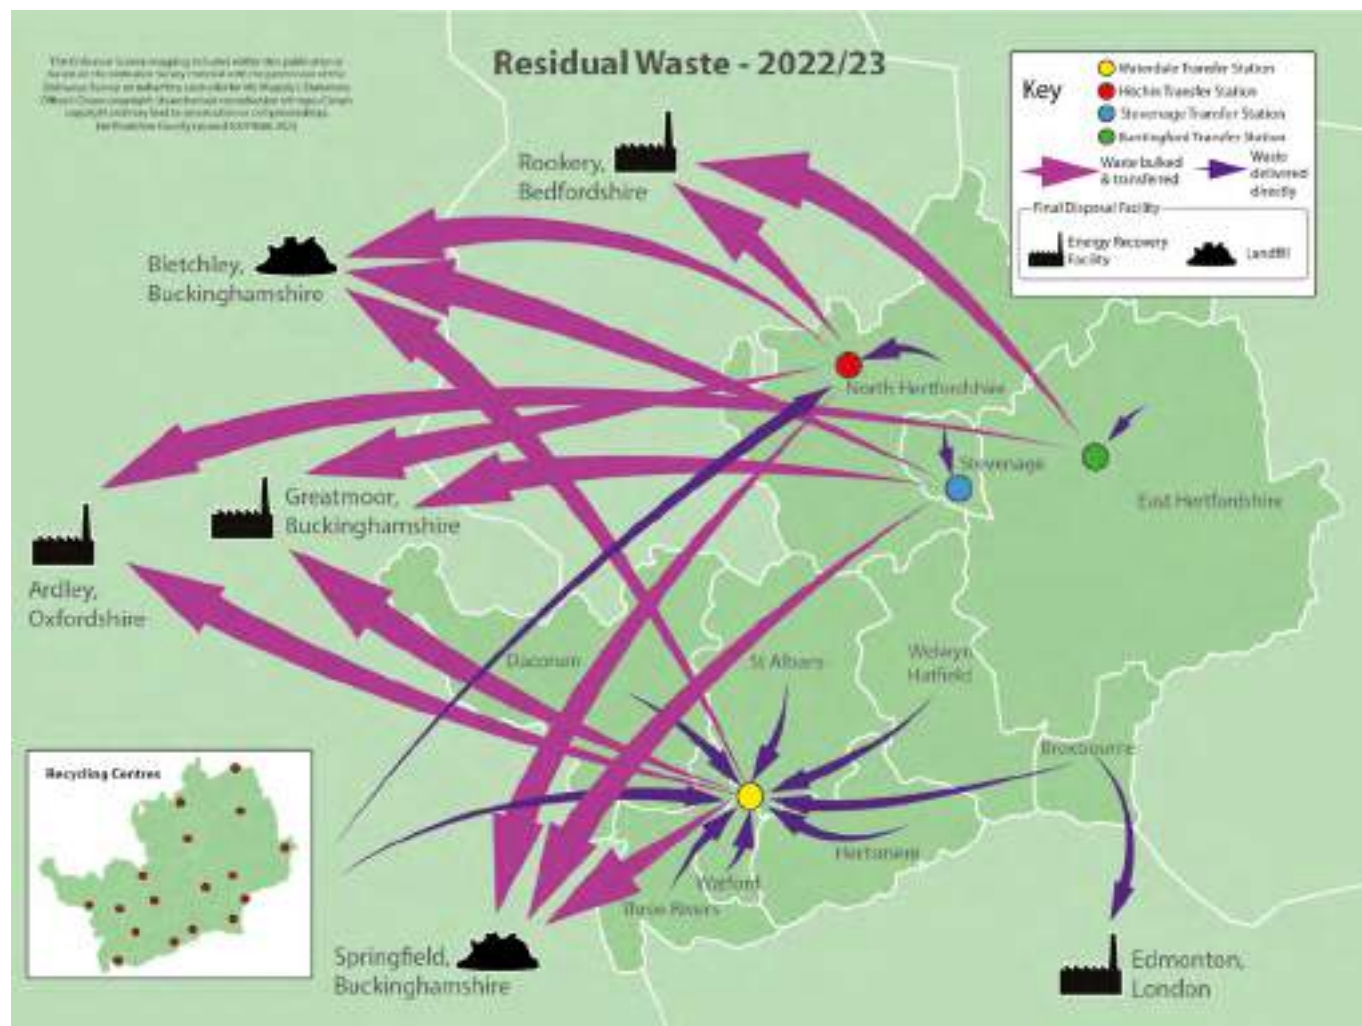 Residual Waste - 2022/23
Key
Waterdale Transfer Station
Hitchin Transfer Station
Stevenage Transfer Station
Buntingford Transfer Station
Waste bulked
& transferred
Waste
delivered
directly
Final Disposal Facility
Energy Recovery
Facility
Landfill
Rookery,
Bedfordshire
Bletchley,
Buckinghamshire
North Hertfordshire
Stevenage
East Hertfordshire
Greatmoor,
Buckinghamshire
Ardley,
Oxfordshire
Dacorum
St Albans
Welwyn
Hatfield
Broxbourne
Recycling Centres
Hertsmere
Watford
Three Rivers
Springfield,
Buckinghamshire
Edmonton,
London